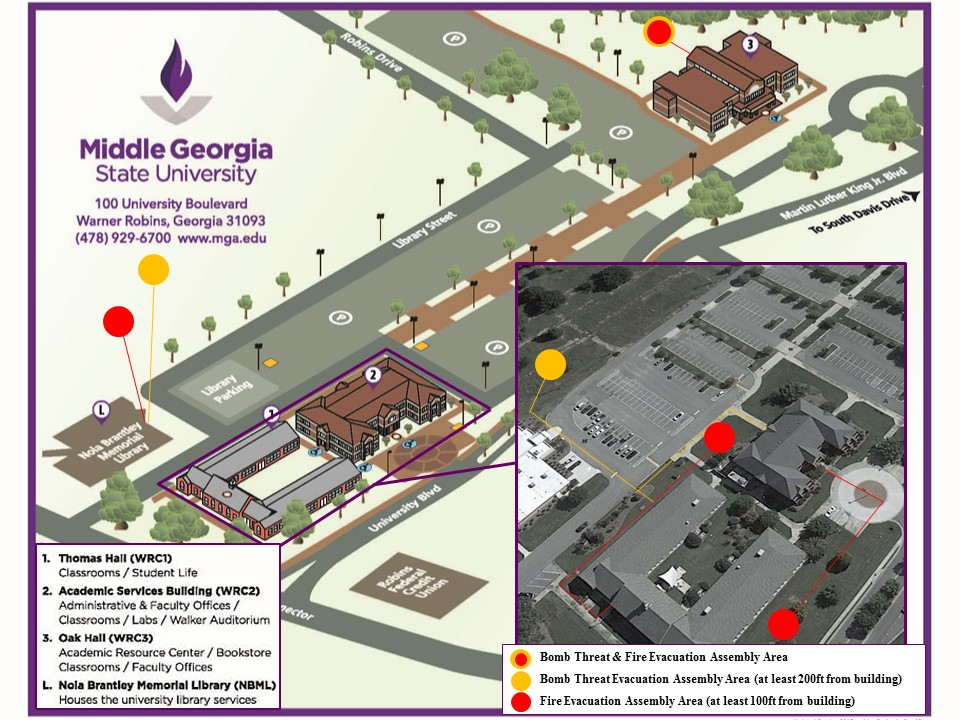 Middle Georgia
State University
100 University Boulevard
Warner Robins, Georgia 31093
(478) 929-6700 www.mga.edu
Robins Drive
P
3
P
Martin Luther King Jr. Blvd
To South Davis Drive
Library Street
P
P
P
Library
Parking
2
1
L
Nola Brantley
Memorial
Library
University Blvd
Robins
Federal
Credit
Union
1. Thomas Hall (WRC1)
Classrooms / Student Life
2. Academic Services Building (WRC2)
Administrative & Faculty Offices /
Classrooms / Labs / Walker Auditorium
3. Oak Hall (WRC3)
Academic Resource Center / Bookstore
Classrooms / Faculty Offices
L. Nola Brantley Memorial Library (NBML)
Houses the university library services
Bomb Threat & Fire Evacuation Assembly Area
Bomb Threat Evacuation Assembly Area (at least 200ft from building)
Fire Evacuation Assembly Area (at least 100ft from building)